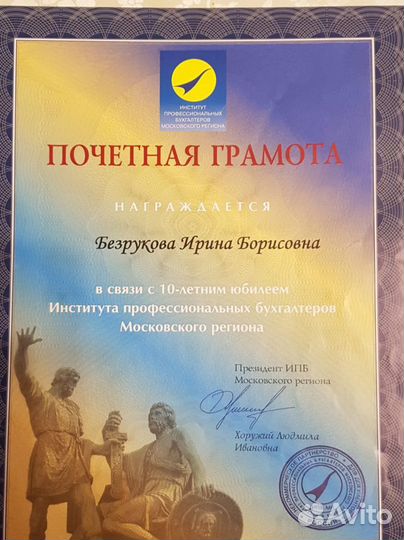 ИНСТИТУТ
ПРОФЕССИОНАЛЬНЫХ
БУХГАЛТЕРОВ
МОСКОВСКОГО РЕГИОНА
ПОЧЕТНАЯ ГРАМОТА
НАГРАЖДАЕТСЯ
Безрукова Ирина Борисовна
в связи с 10-летним юбилеем
Института профессиональных бухгалтеров
Московского региона
Президент ИПБ
Московского региона
Хоружий Людмила
Ивановна
Avito